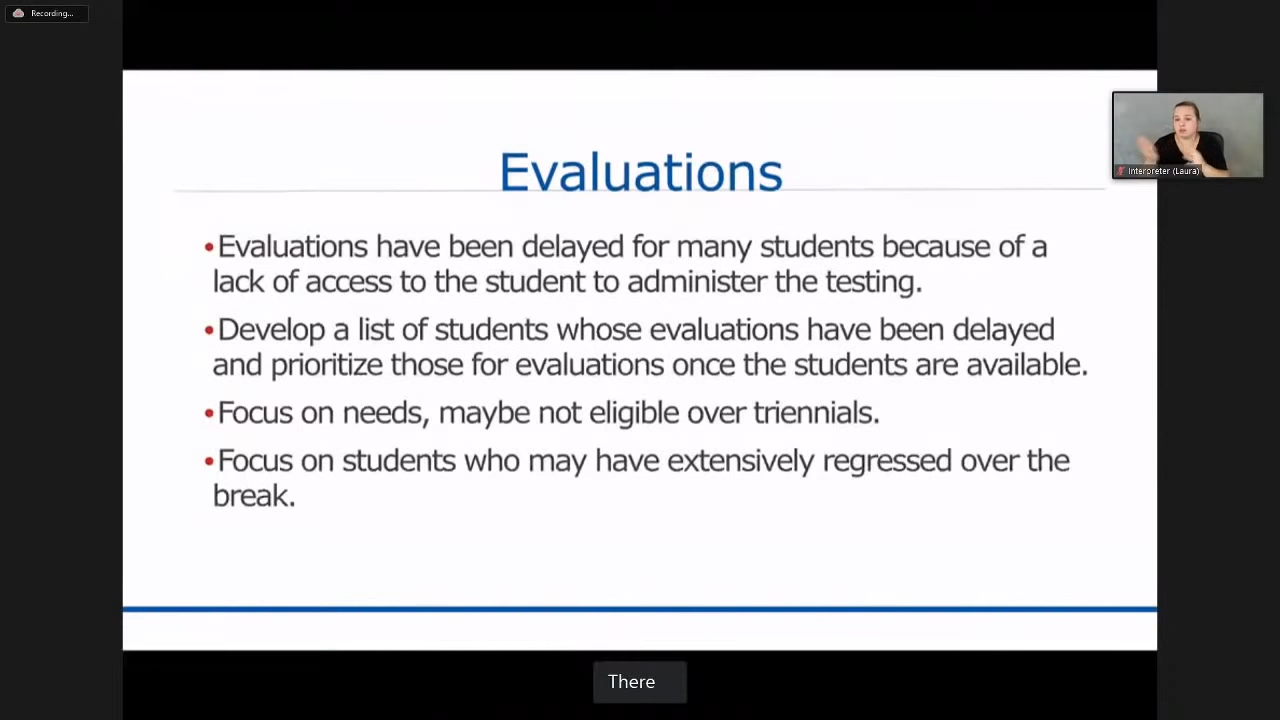 Recording...
Evaluations
Interpreter (Laura)
•Evaluations have been delayed for many students because of a
lack of access to the student to administer the testing.
•Develop a list of students whose evaluations have been delayed
and prioritize those for evaluations once the students are available.
•Focus on needs, maybe not eligible over triennials.
•Focus on students who may have extensively regressed over the
break.
There